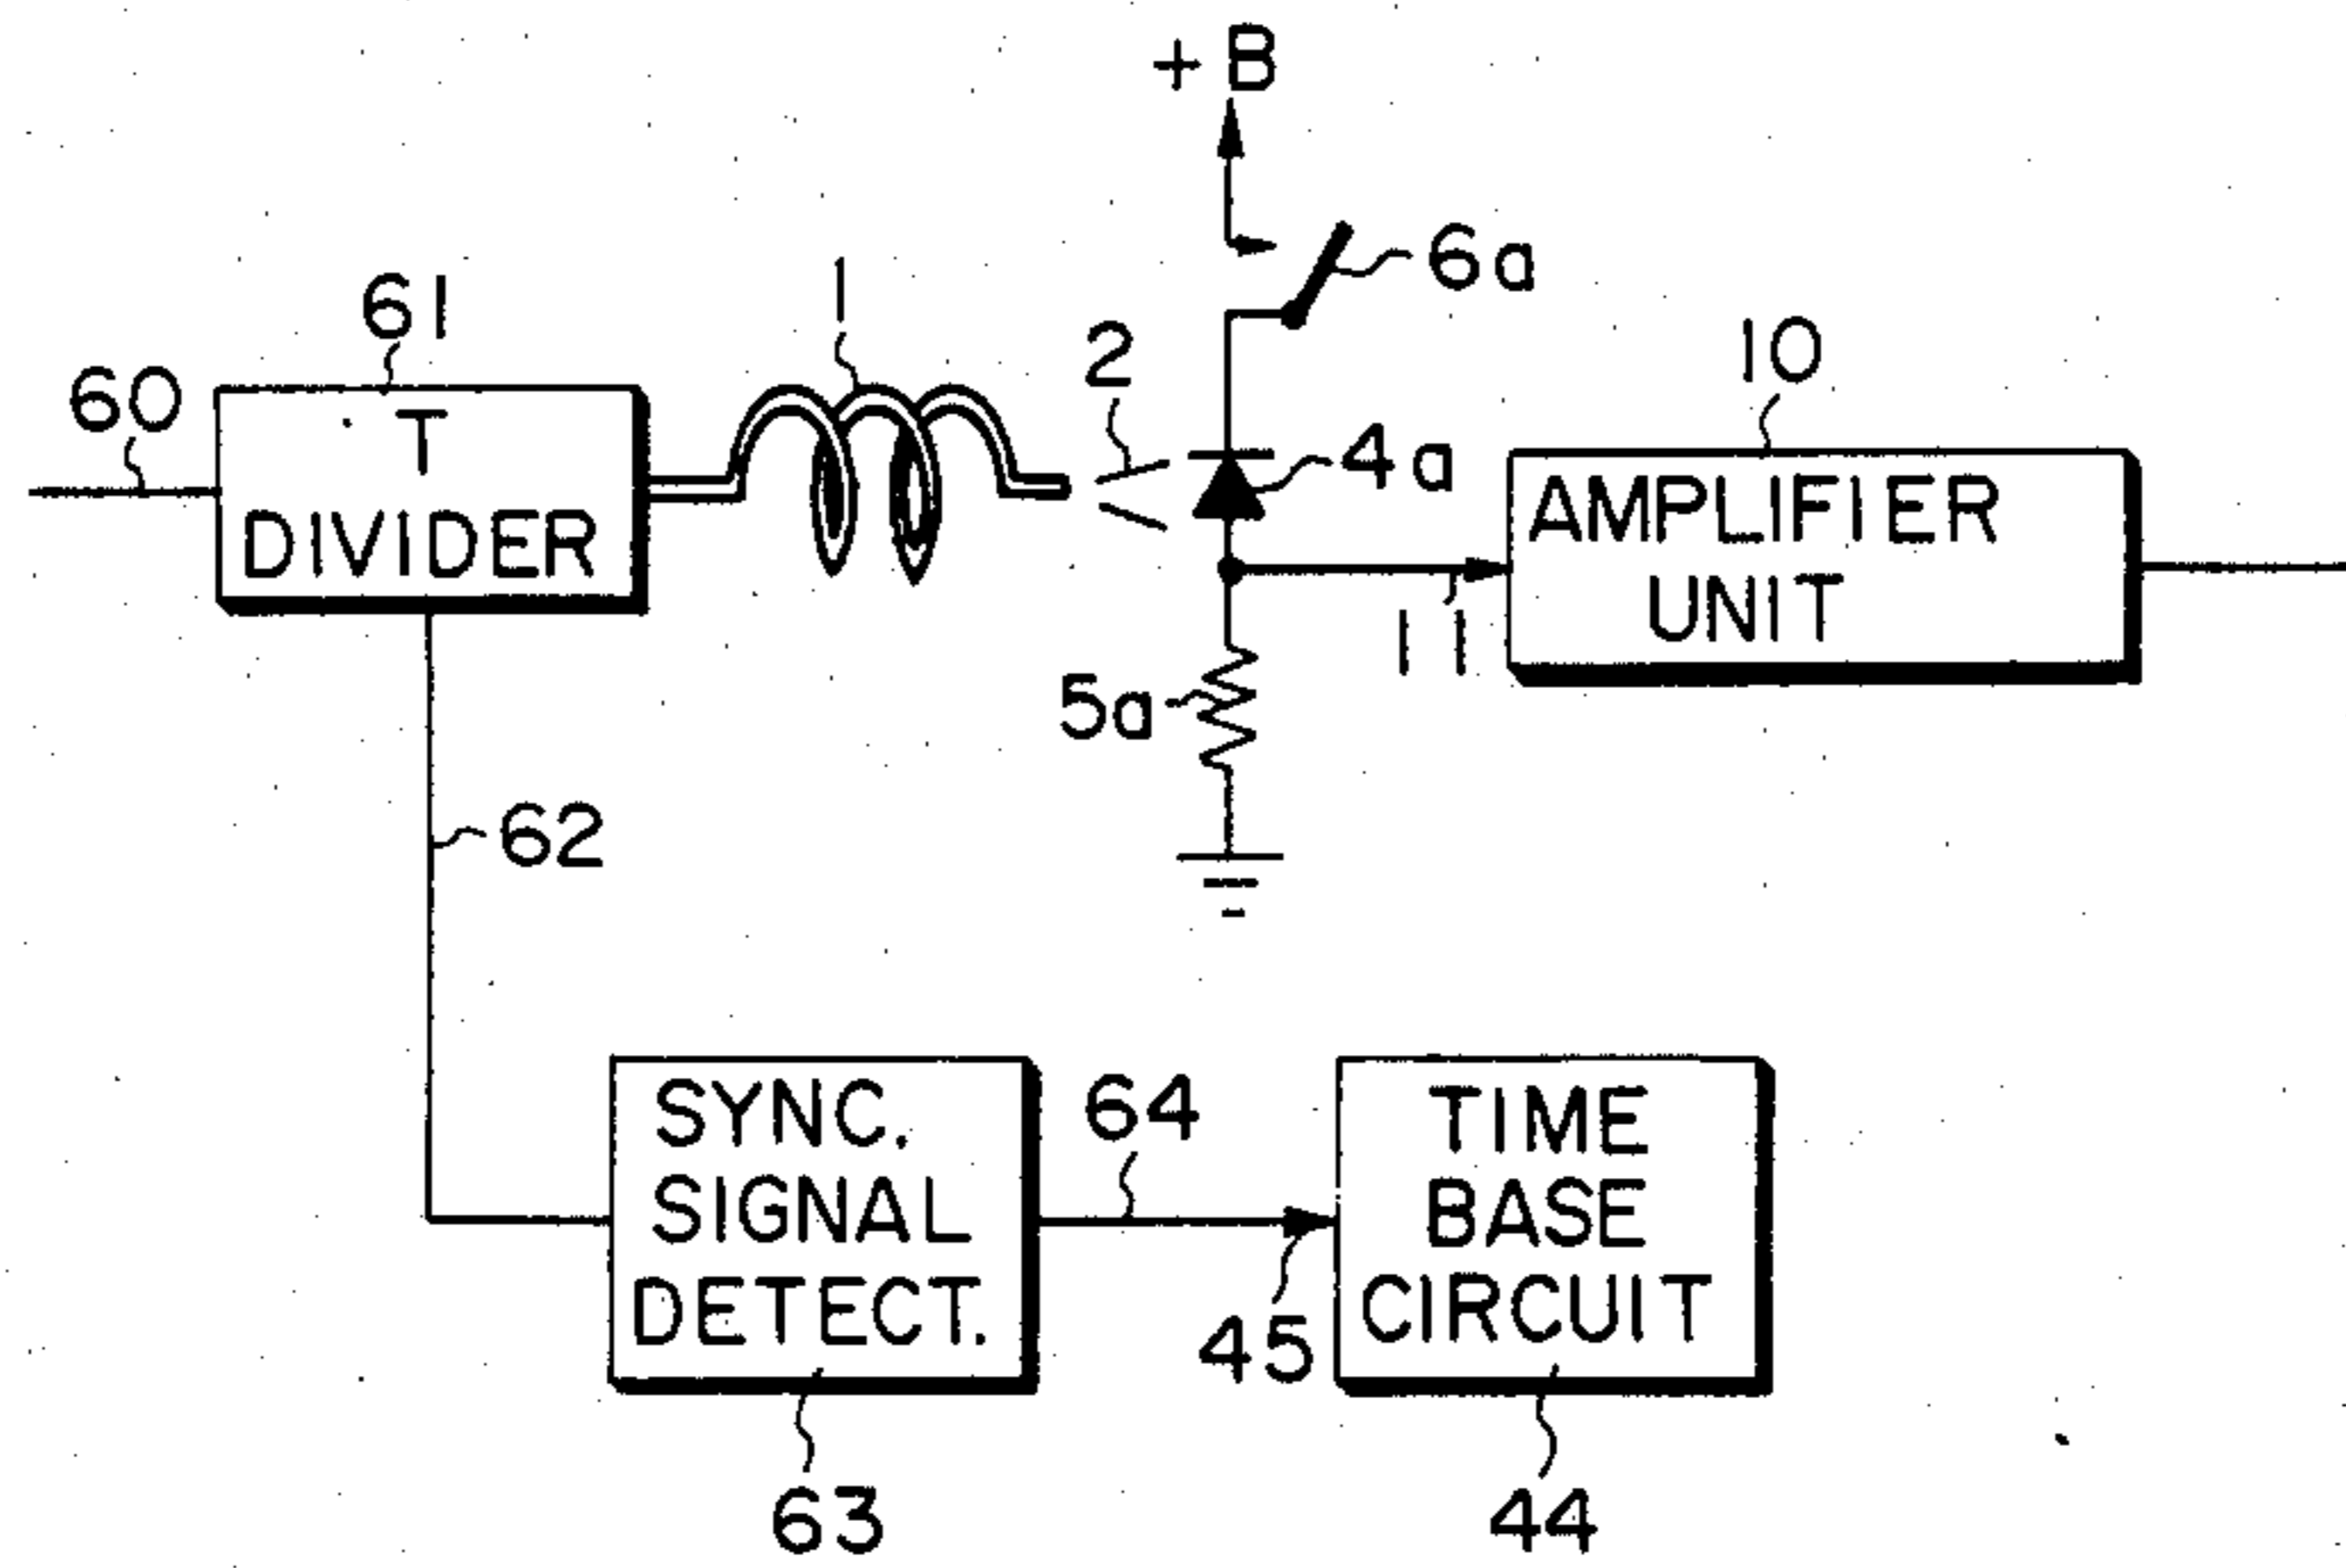 +B
6a
61
1
2
10
60
T
DIVIDER
4a
AMPLIFIER
UNIT
11
5a
62
SYNC.
SIGNAL
DETECT.
64
45
TIME
BASE
CIRCUIT
63
44